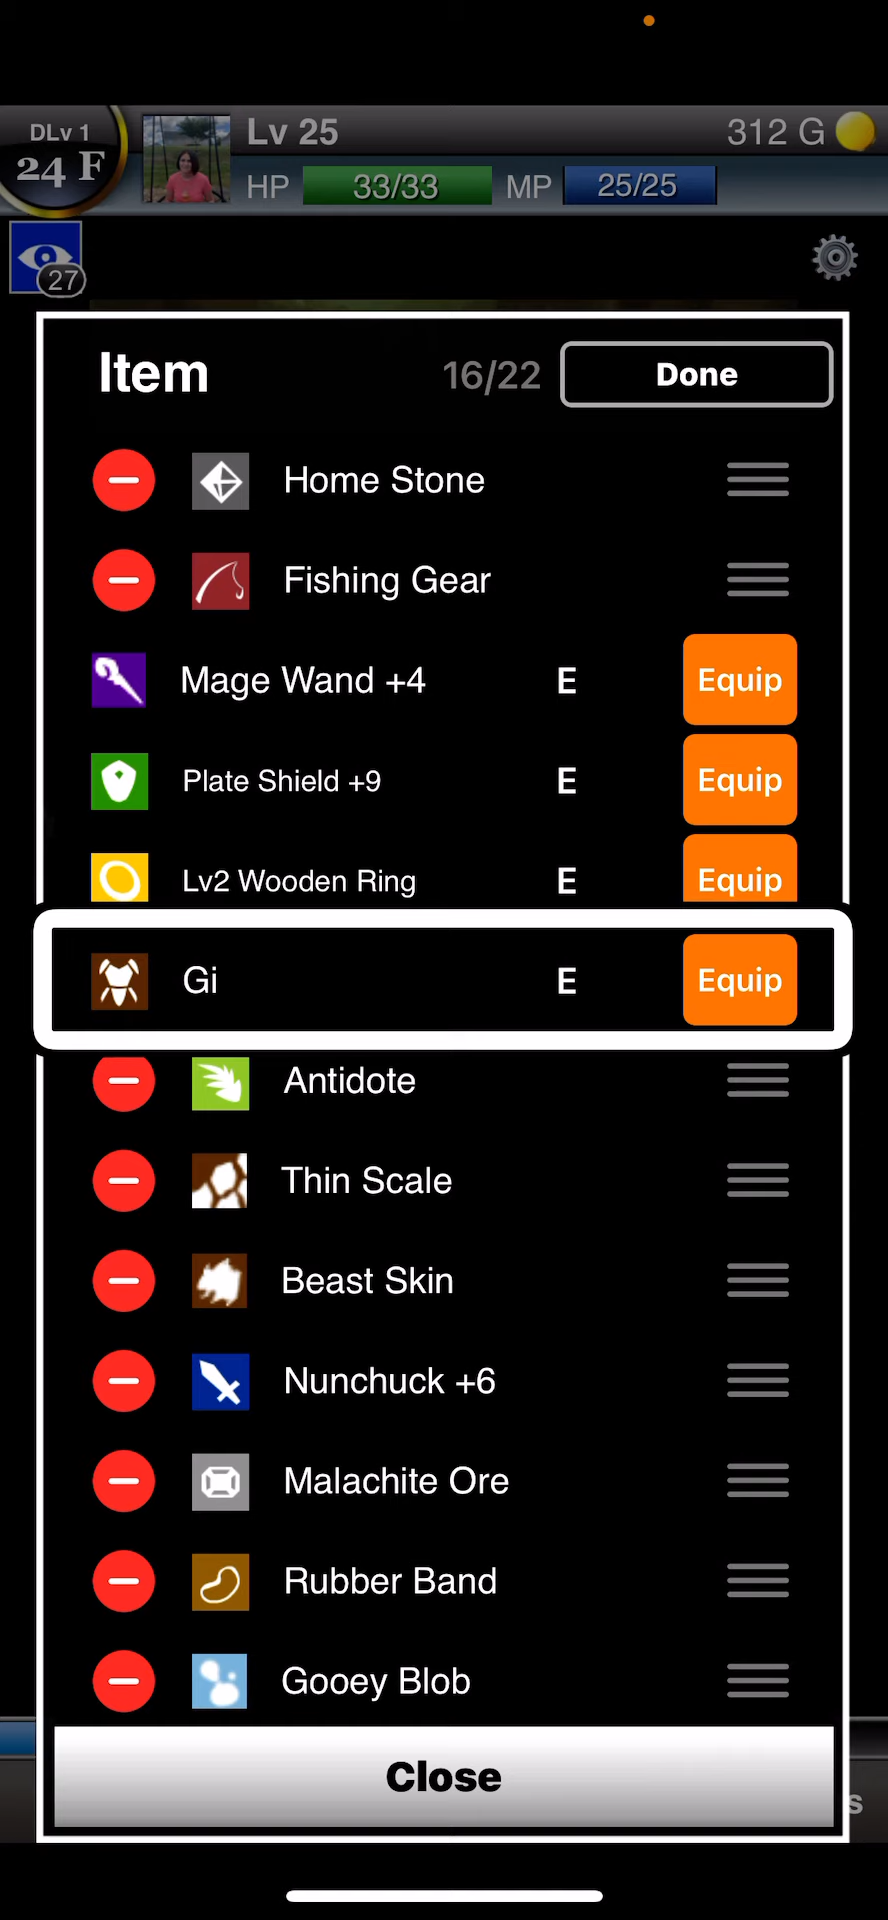 DLv 1
24 F
Lv 25
312 G
HP 33/33 MP 25/25
27
Item 16/22 Done
Home Stone
Fishing Gear
Mage Wand +4 E Equip
Plate Shield +9 E Equip
Lv2 Wooden Ring E Equip
Gi E Equip
Antidote
Thin Scale
Beast Skin
Nunchuck +6
Malachite Ore
Rubber Band
Gooey Blob
Close
s